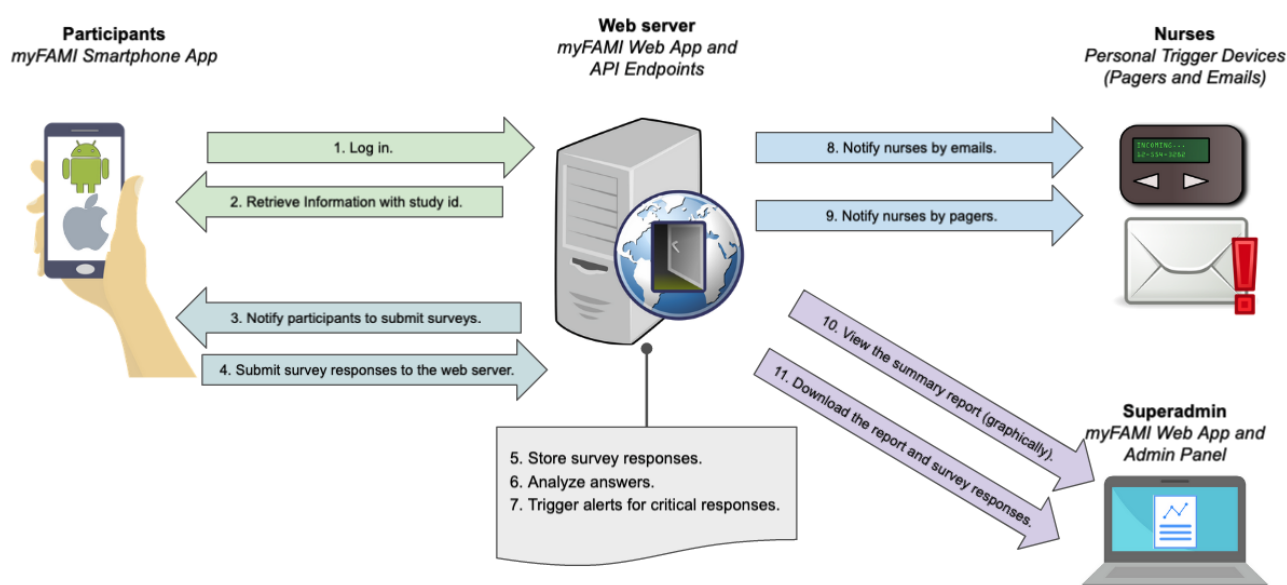 Participants
myFAMI Smartphone App
Web server
myFAMI Web App and
API Endpoints
Nurses
Personal Trigger Devices
(Pagers and Emails)
1. Log in.
2. Retrieve Information with study id.
3. Notify participants to submit surveys.
4. Submit survey responses to the web server.
5. Store survey responses.
6. Analyze answers.
7. Trigger alerts for critical responses.
8. Notify nurses by emails.
9. Notify nurses by pagers.
INCOMING...
10. View the summary report (graphically).
11. Download the report and survey responses.
Superadmin
myFAMI Web App and
Admin Panel